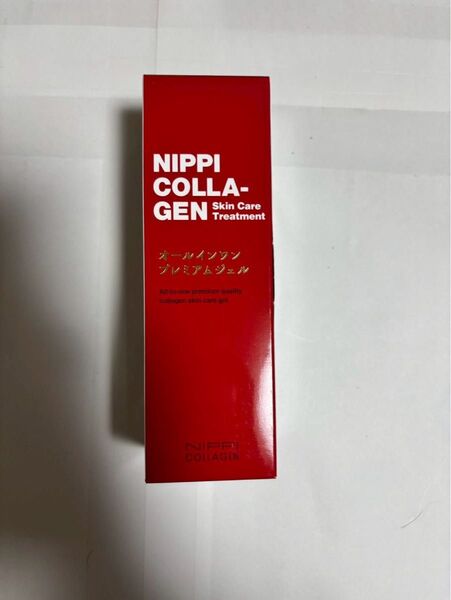 NIPPI
COLLA-
GEN Skin Care
Treatment
オールインワン
プレミアムジェル
All-in-one premium quality
collagen skin care gel
NIPPI
COLLAGEN